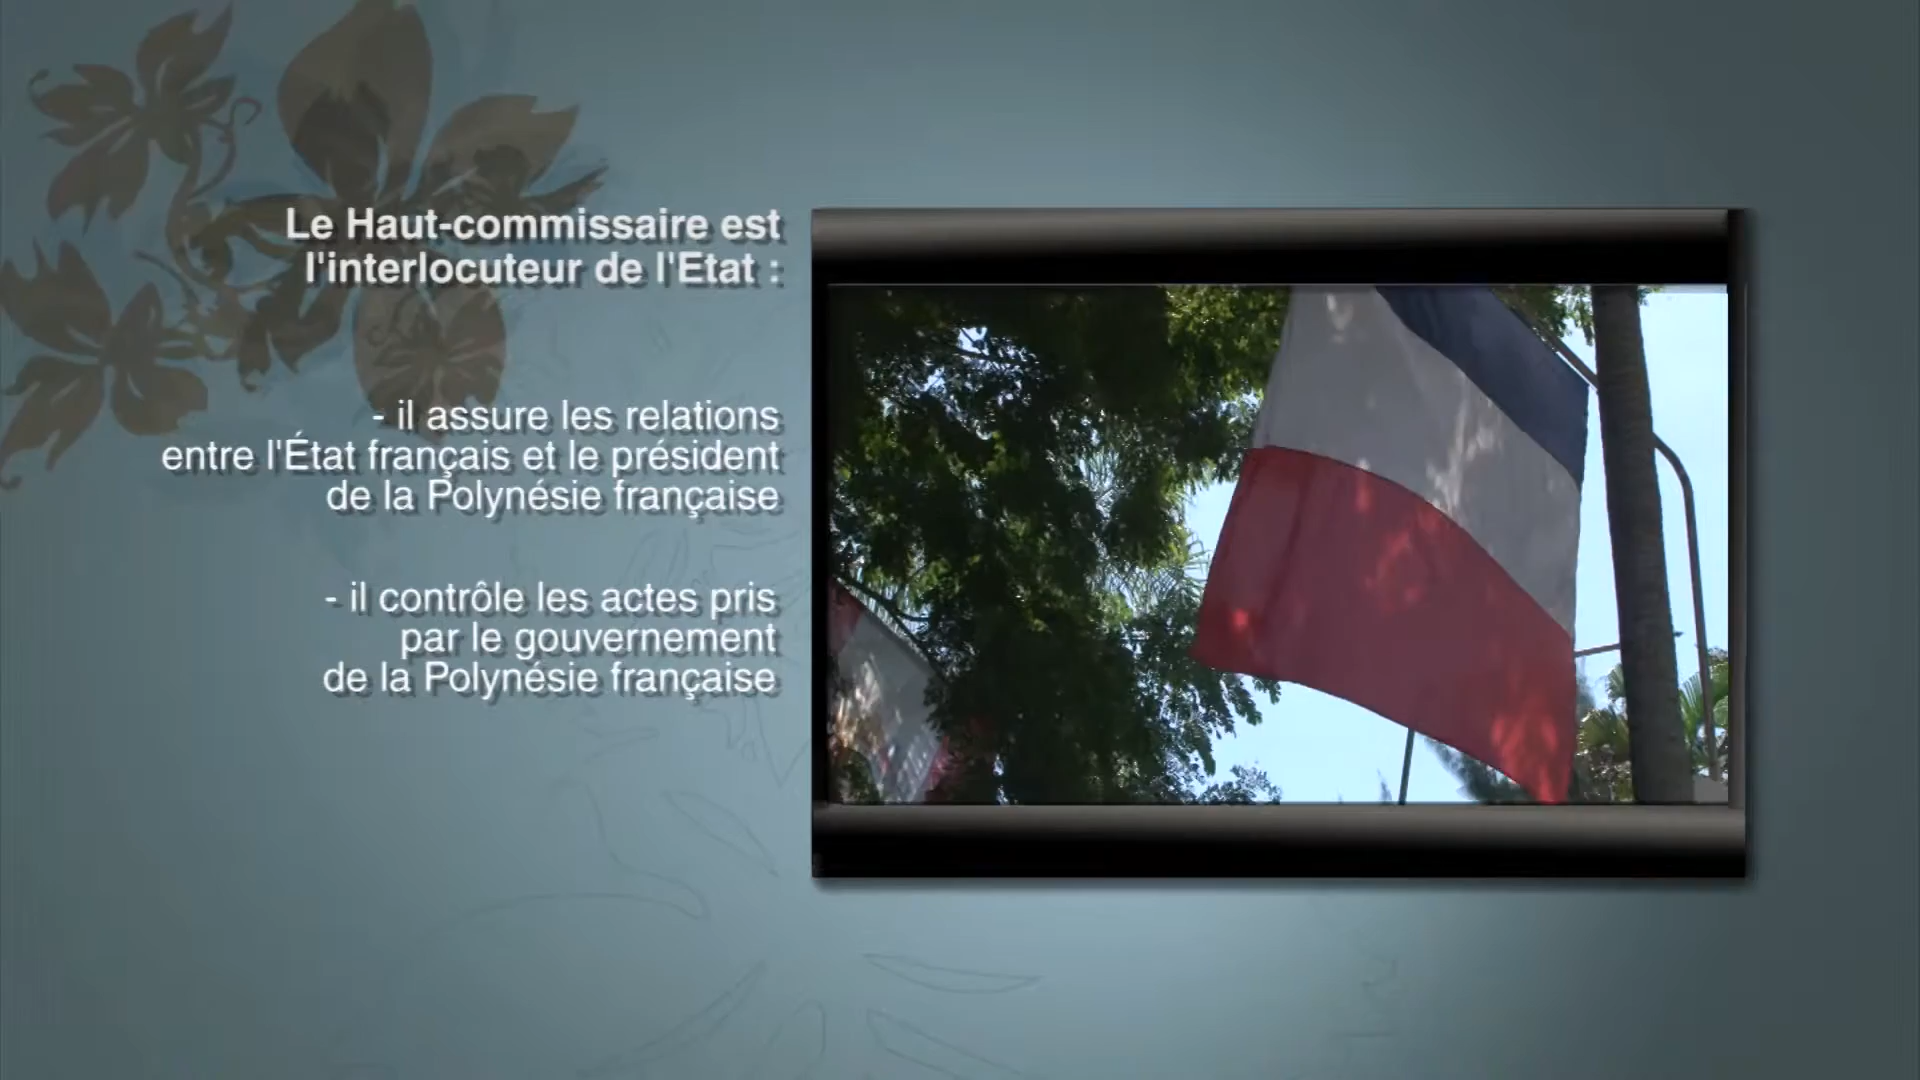 Le Haut-commissaire est
l'interlocuteur de l'Etat :
- il assure les relations
entre l'État français et le président
de la Polynésie française
- il contrôle les actes pris
par le gouvernement
de la Polynésie française